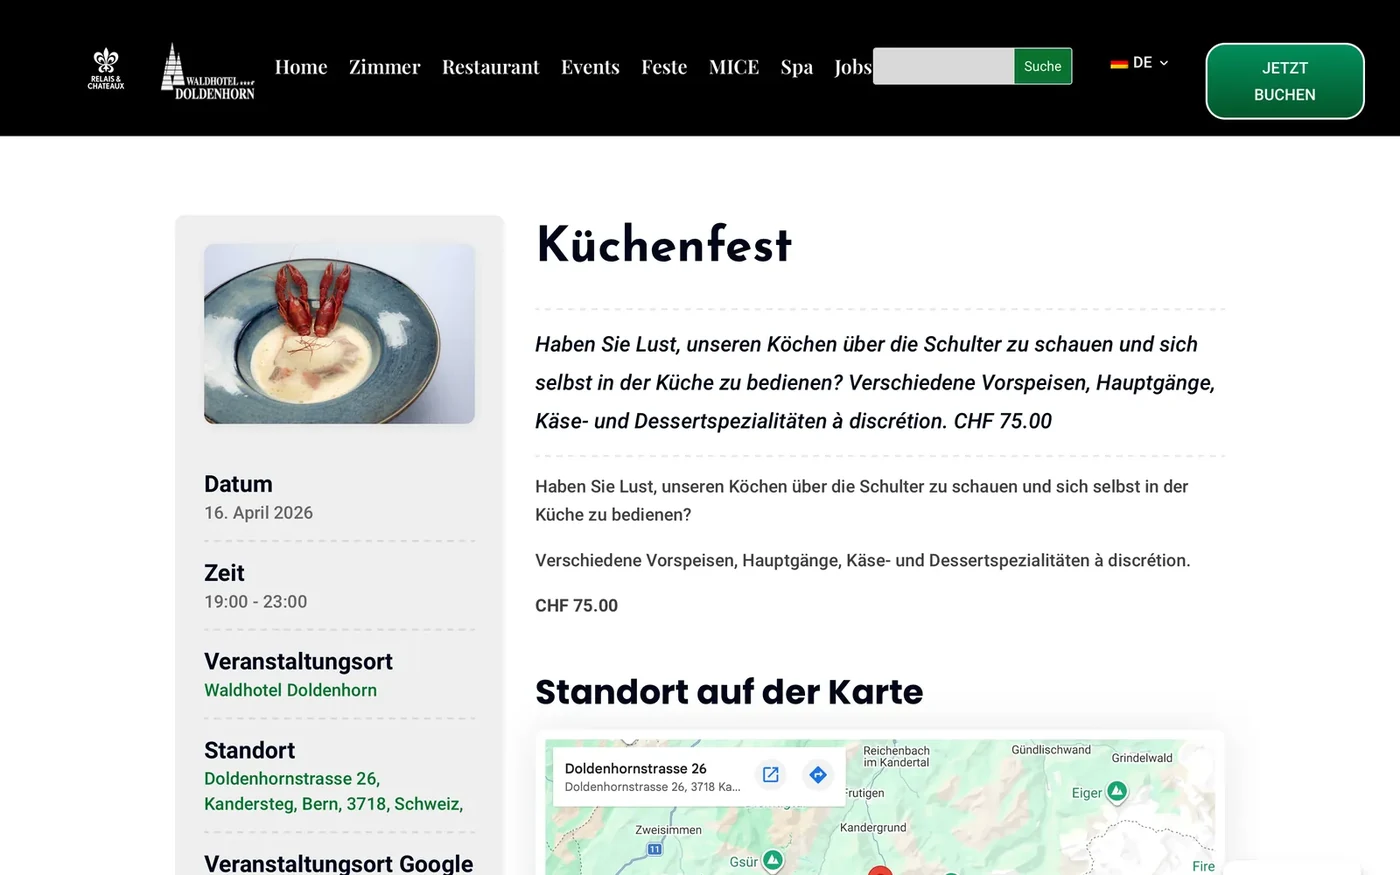 RELAIS &
CHATEAUX
WALDHOTEL
DOLDENHORN
Home Zimmer Restaurant Events Feste MICE Spa Jobs
Suche
DE
JETZT
BUCHEN
Küchenfest
Haben Sie Lust, unseren Köchen über die Schulter zu schauen und sich
selbst in der Küche zu bedienen? Verschiedene Vorspeisen, Hauptgänge,
Käse- und Dessertspezialitäten à discrétion. CHF 75.00
Haben Sie Lust, unseren Köchen über die Schulter zu schauen und sich selbst in der
Küche zu bedienen?
Verschiedene Vorspeisen, Hauptgänge, Käse- und Dessertspezialitäten à discrétion.
CHF 75.00
Datum
16. April 2026
Zeit
19:00 - 23:00
Veranstaltungsort
Waldhotel Doldenhorn
Standort
Doldenhornstrasse 26,
Kandersteg, Bern, 3718, Schweiz,
Veranstaltungsort Google
Standort auf der Karte
Doldenhornstrasse 26
Doldenhornstrasse 26, 3718 Ka...
Reichenbach
im Kandertal
Gündlischwand
Grindelwald
Eiger
Frutigen
Kandergrund
Zweisimmen
11
Gsür
Fire